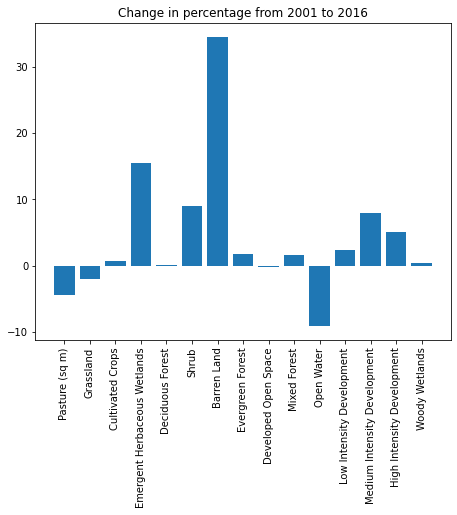 Change in percentage from 2001 to 2016
30
20
10
0
−10
Pasture (sq m)
Grassland
Cultivated Crops
Emergent Herbaceous Wetlands
Deciduous Forest
Shrub
Barren Land
Evergreen Forest
Developed Open Space
Mixed Forest
Open Water
Low Intensity Development
Medium Intensity Development
High Intensity Development
Woody Wetlands